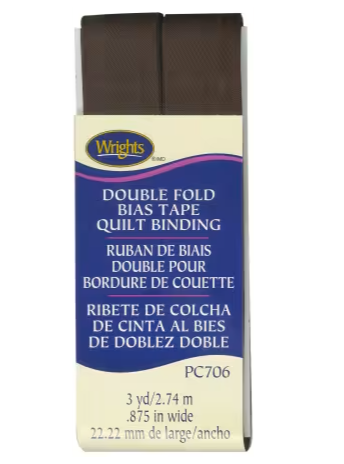 Wrights
DOUBLE FOLD
BIAS TAPE
QUILT BINDING
RUBAN DE BIAIS
DOUBLE POUR
BORDURE DE COUETTE
RIBETE DE COLCHA
DE CINTA AL BIES
DE DOBLEZ DOBLE
PC706
3 yd/2.74 m
.875 in wide
22.22 mm de large/ancho